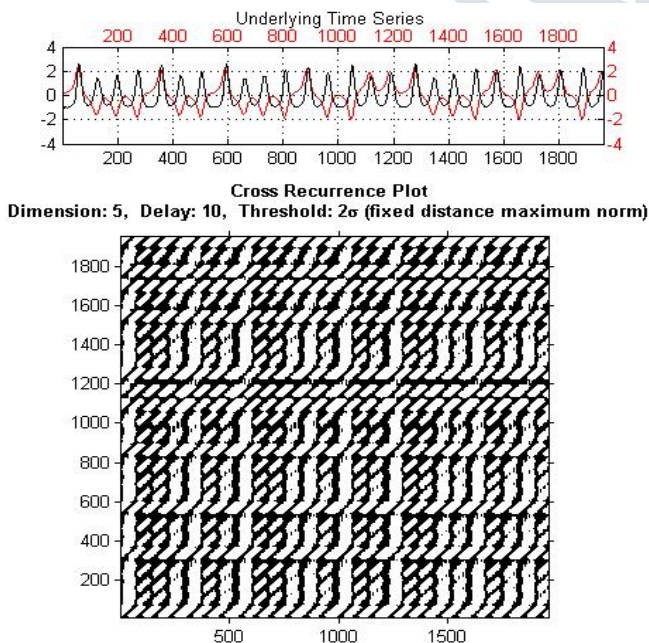 Underlying Time Series
200 400 600 800 1000 1200 1400 1600 1800
4 4
2 2
0 0
-2 -2
-4 -4
200 400 600 800 1000 1200 1400 1600 1800
Cross Recurrence Plot
Dimension: 5, Delay: 10, Threshold: 2σ (fixed distance maximum norm)
1800
1600
1400
1200
1000
800
600
400
200
500 1000 1500